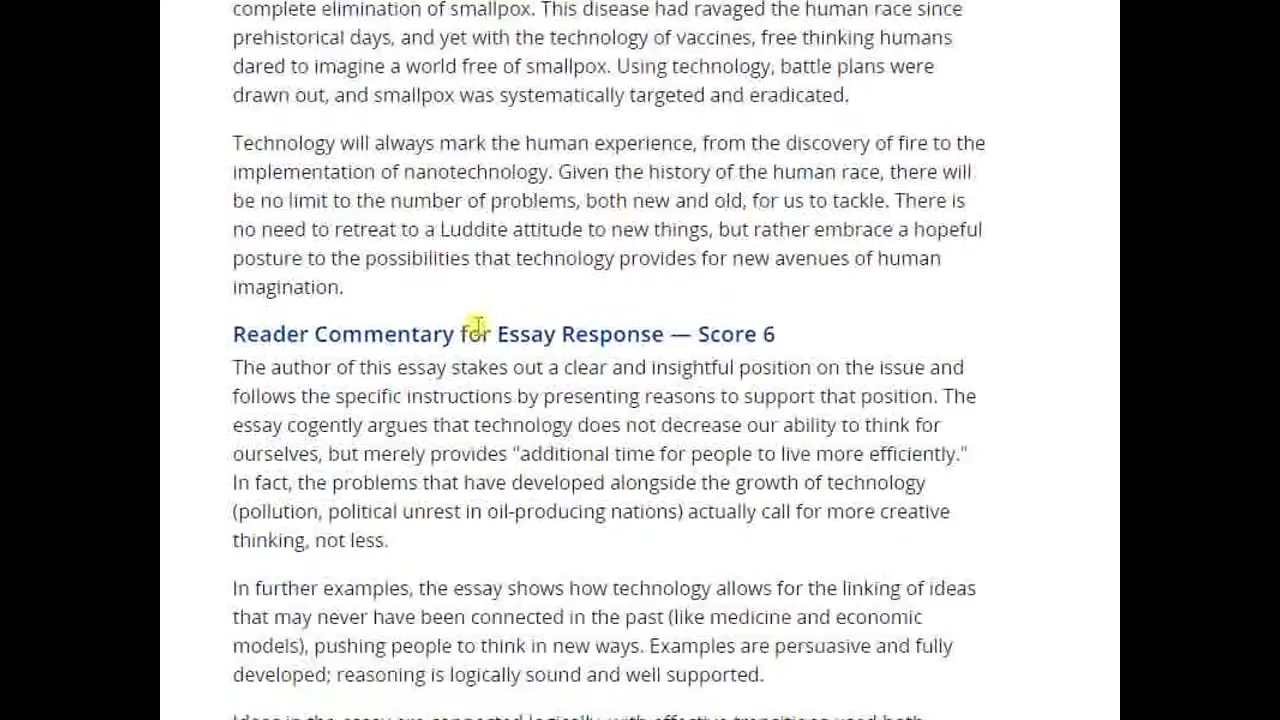 complete elimination of smallpox. This disease had ravaged the human race since
prehistorical days, and yet with the technology of vaccines, free thinking humans
dared to imagine a world free of smallpox. Using technology, battle plans were
drawn out, and smallpox was systematically targeted and eradicated.
Technology will always mark the human experience, from the discovery of fire to the
implementation of nanotechnology. Given the history of the human race, there will
be no limit to the number of problems, both new and old, for us to tackle. There is
no need to retreat to a Luddite attitude to new things, but rather embrace a hopeful
posture to the possibilities that technology provides for new avenues of human
imagination.
Reader Commentary for Essay Response — Score 6
The author of this essay stakes out a clear and insightful position on the issue and
follows the specific instructions by presenting reasons to support that position. The
essay cogently argues that technology does not decrease our ability to think for
ourselves, but merely provides "additional time for people to live more efficiently."
In fact, the problems that have developed alongside the growth of technology
(pollution, political unrest in oil-producing nations) actually call for more creative
thinking, not less.
In further examples, the essay shows how technology allows for the linking of ideas
that may never have been connected in the past (like medicine and economic
models), pushing people to think in new ways. Examples are persuasive and fully
developed; reasoning is logically sound and well supported.